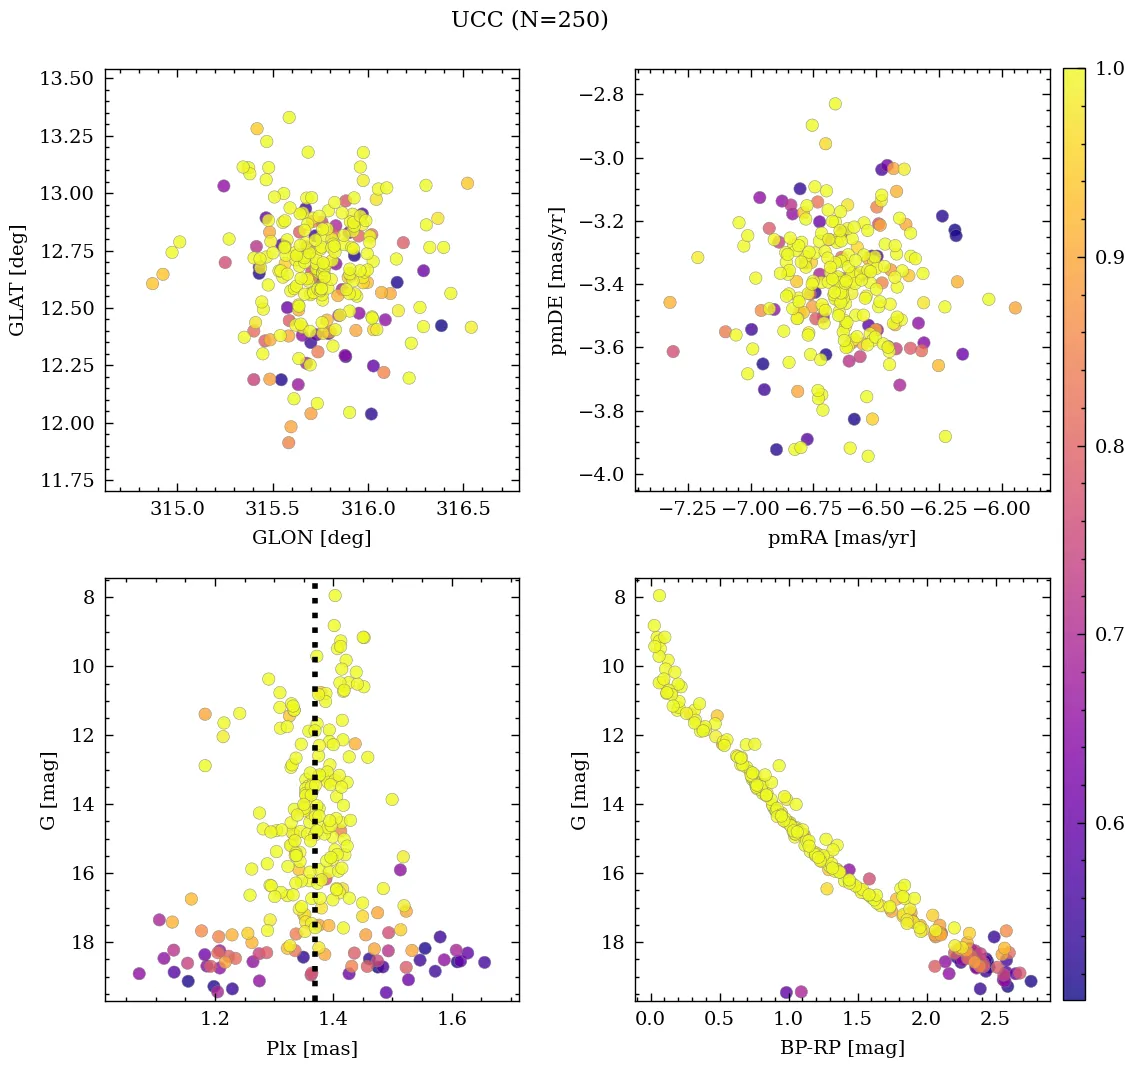 UCC (N=250)
13.50
13.25
13.00
12.75
12.50
12.25
12.00
11.75
GLAT [deg]
315.0 315.5 316.0 316.5
GLON [deg]
−2.8
−3.0
−3.2
−3.4
−3.6
−3.8
−4.0
pmDE [mas/yr]
−7.25 −7.00 −6.75 −6.50 −6.25 −6.00
pmRA [mas/yr]
8
10
12
14
16
18
G [mag]
1.2 1.4 1.6
Plx [mas]
8
10
12
14
16
18
G [mag]
0.0 0.5 1.0 1.5 2.0 2.5
BP-RP [mag]
1.0
0.9
0.8
0.7
0.6